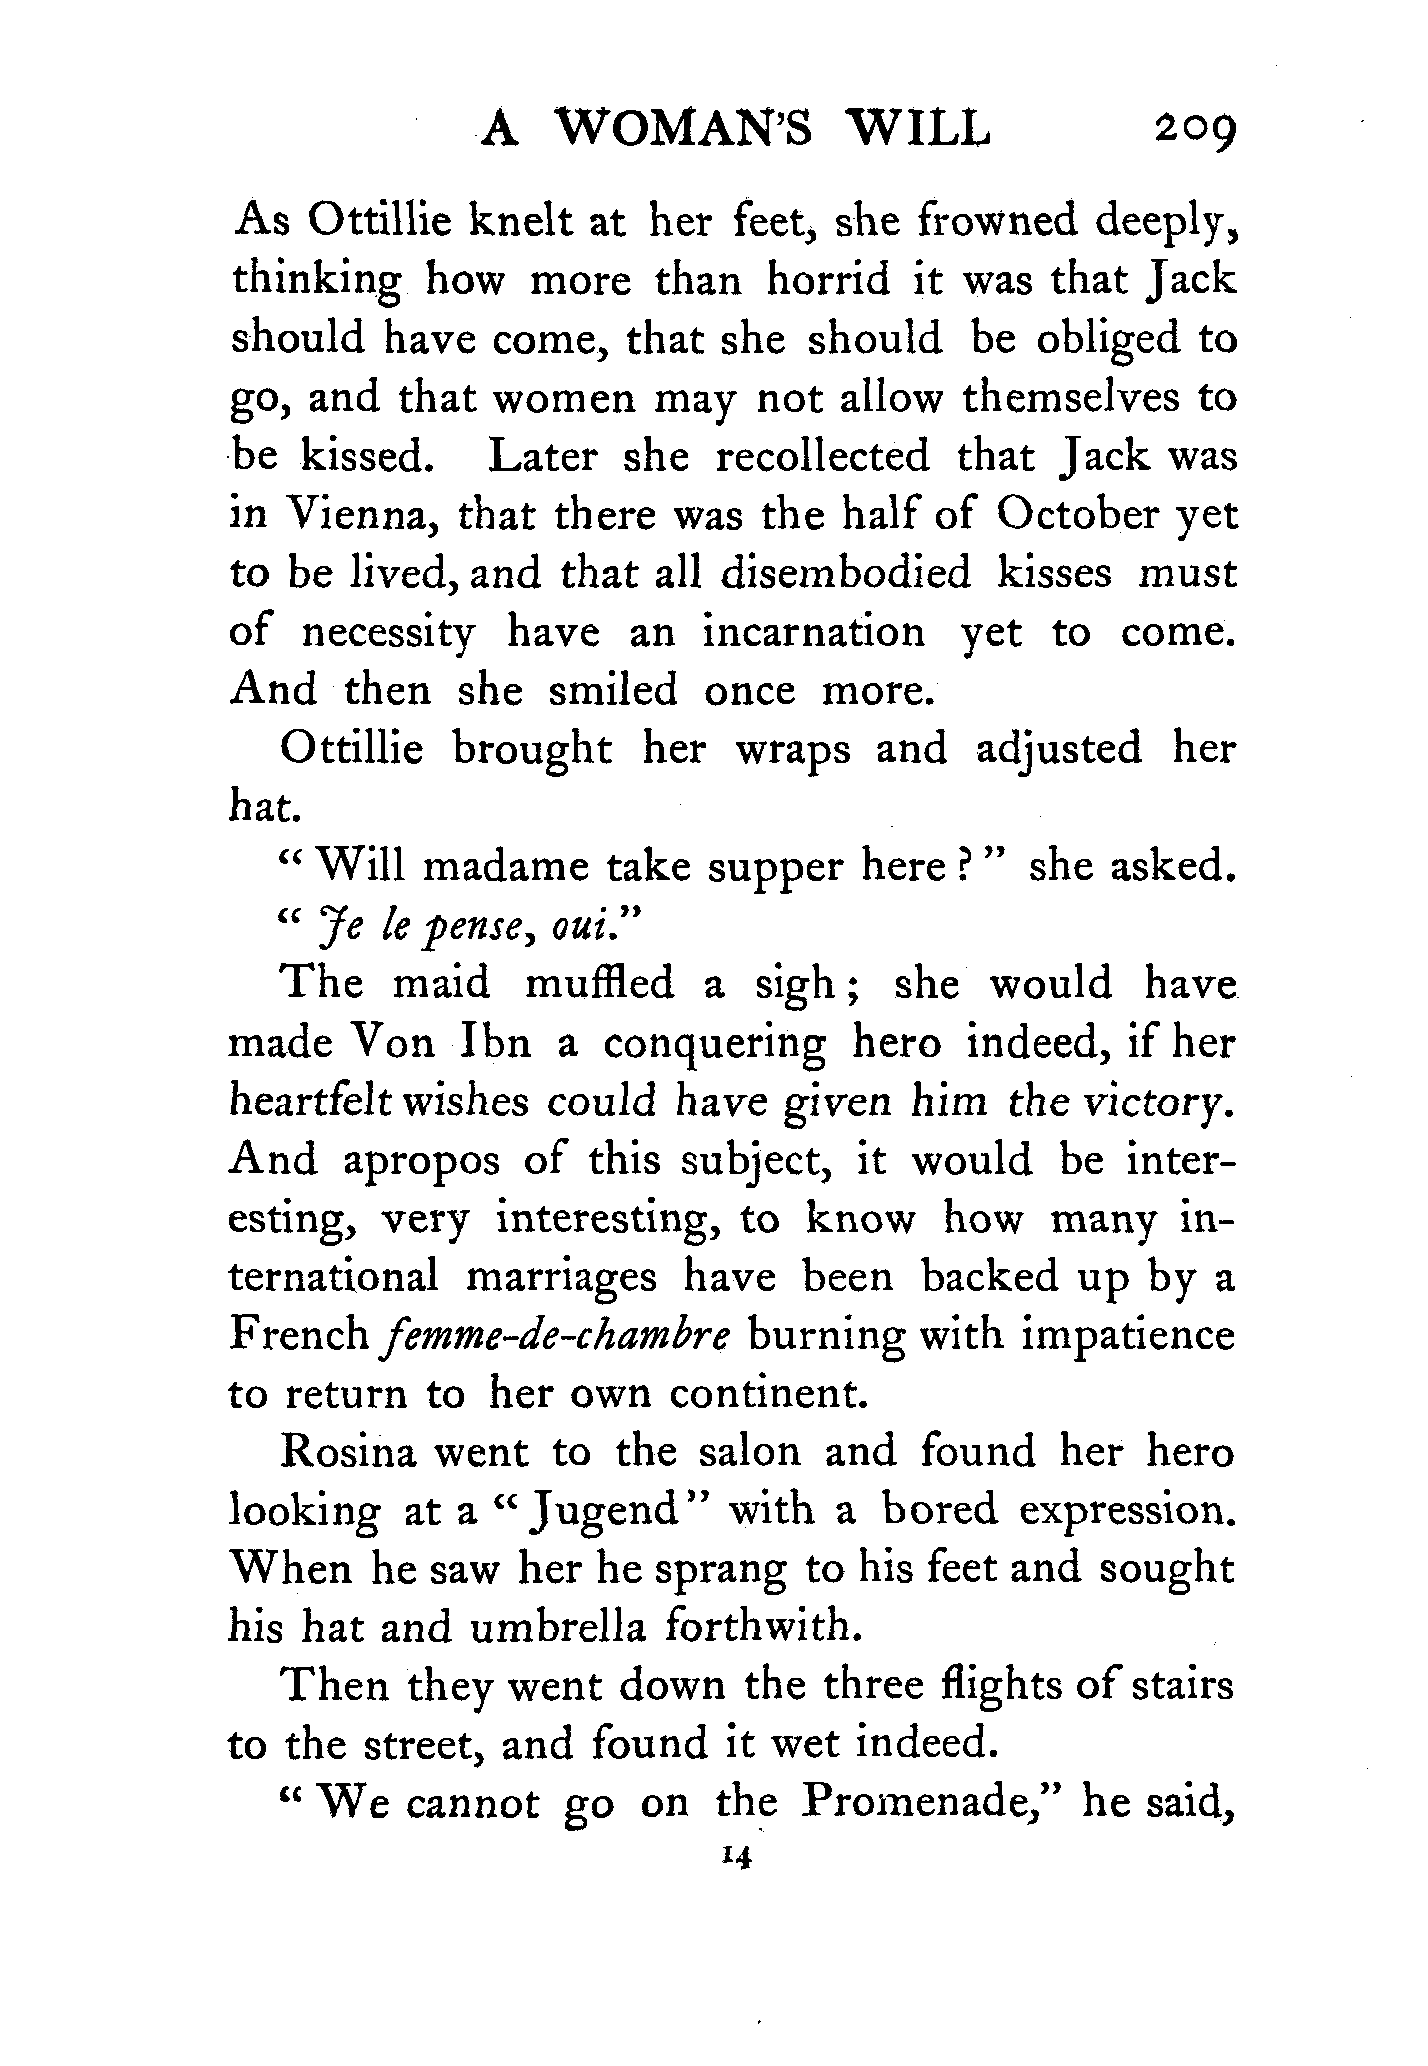 A WOMAN'S WILL 209
As Ottillie knelt at her feet, she frowned deeply,
thinking how more than horrid it was that Jack
should have come, that she should be obliged to
go, and that women may not allow themselves to
be kissed. Later she recollected that Jack was
in Vienna, that there was the half of October yet
to be lived, and that all disembodied kisses must
of necessity have an incarnation yet to come.
And then she smiled once more.
Ottillie brought her wraps and adjusted her
hat.
“Will madame take supper here?” she asked.
“Je le pense, oui.”
The maid muffled a sigh; she would have
made Von Ibn a conquering hero indeed, if her
heartfelt wishes could have given him the victory.
And apropos of this subject, it would be inter-
esting, very interesting, to know how many in-
ternational marriages have been backed up by a
French femme-de-chambre burning with impatience
to return to her own continent.
Rosina went to the salon and found her hero
looking at a “Jugend” with a bored expression.
When he saw her he sprang to his feet and sought
his hat and umbrella forthwith.
Then they went down the three flights of stairs
to the street, and found it wet indeed.
“We cannot go on the Promenade,” he said,
14